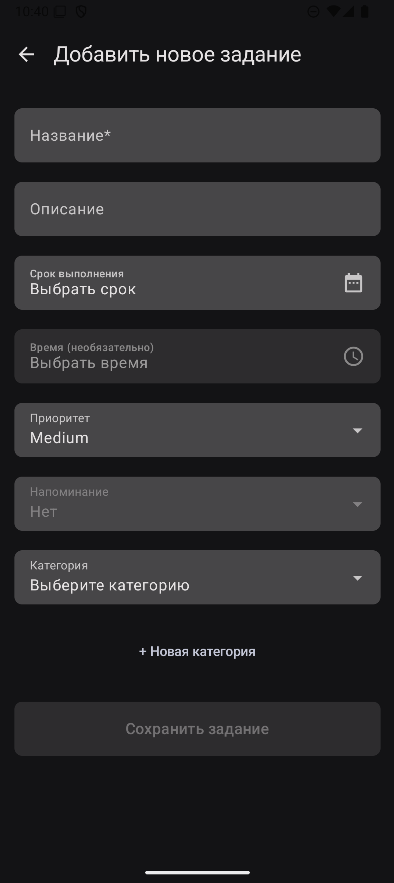 10:40
Добавить новое задание
Название*
Описание
Срок выполнения
Выбрать срок
Время (необязательно)
Выбрать время
Приоритет
Medium
Напоминание
Нет
Категория
Выберите категорию
+ Новая категория
Сохранить задание